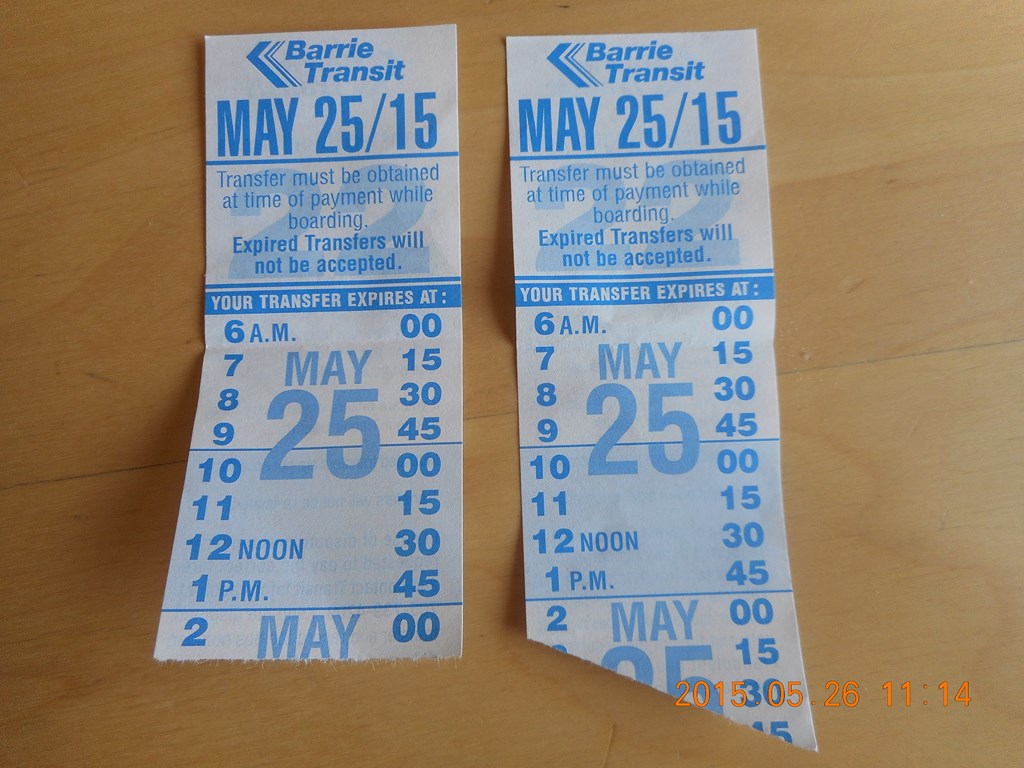 Barrie
Transit
MAY 25/15
Transfer must be obtained
at time of payment while
boarding.
Expired Transfers will
not be accepted.
YOUR TRANSFER EXPIRES AT:
6 A.M. 00
7 MAY 15
8 25 30
9 45
10 00
11 15
12 NOON 30
1 P.M. 45
2 MAY 00
Barrie
Transit
MAY 25/15
Transfer must be obtained
at time of payment while
boarding.
Expired Transfers will
not be accepted.
YOUR TRANSFER EXPIRES AT:
6 A.M. 00
7 MAY 15
8 25 30
9 45
10 00
11 15
12 NOON 30
1 P.M. 45
2 MAY 00
25 15
30
15
2015.05.26 11:14